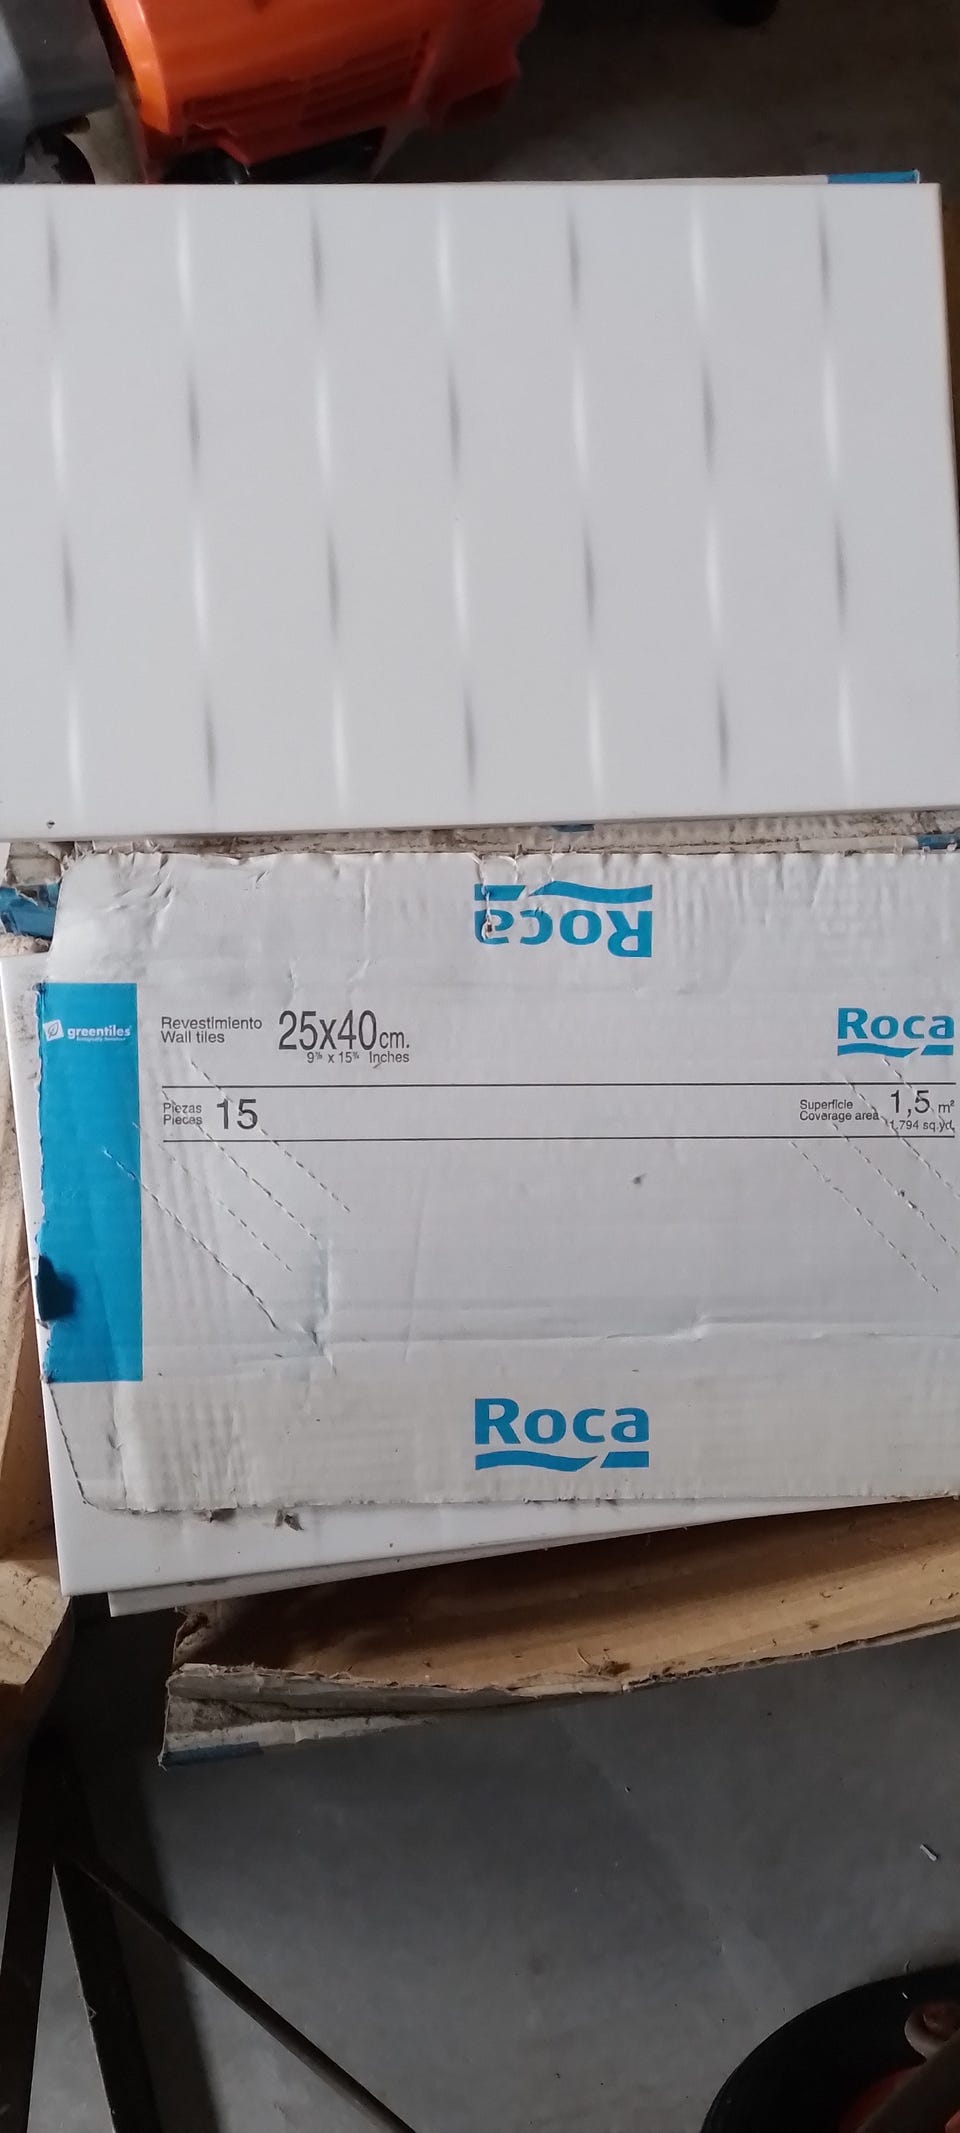 Roca
greentiles
Revestimiento
Wall tiles
25x40cm.
Inches
Roca
Piezas
Pieces
15
Superficie
Coverage area
1,5 m²
1.794 sq.yd.
Roca